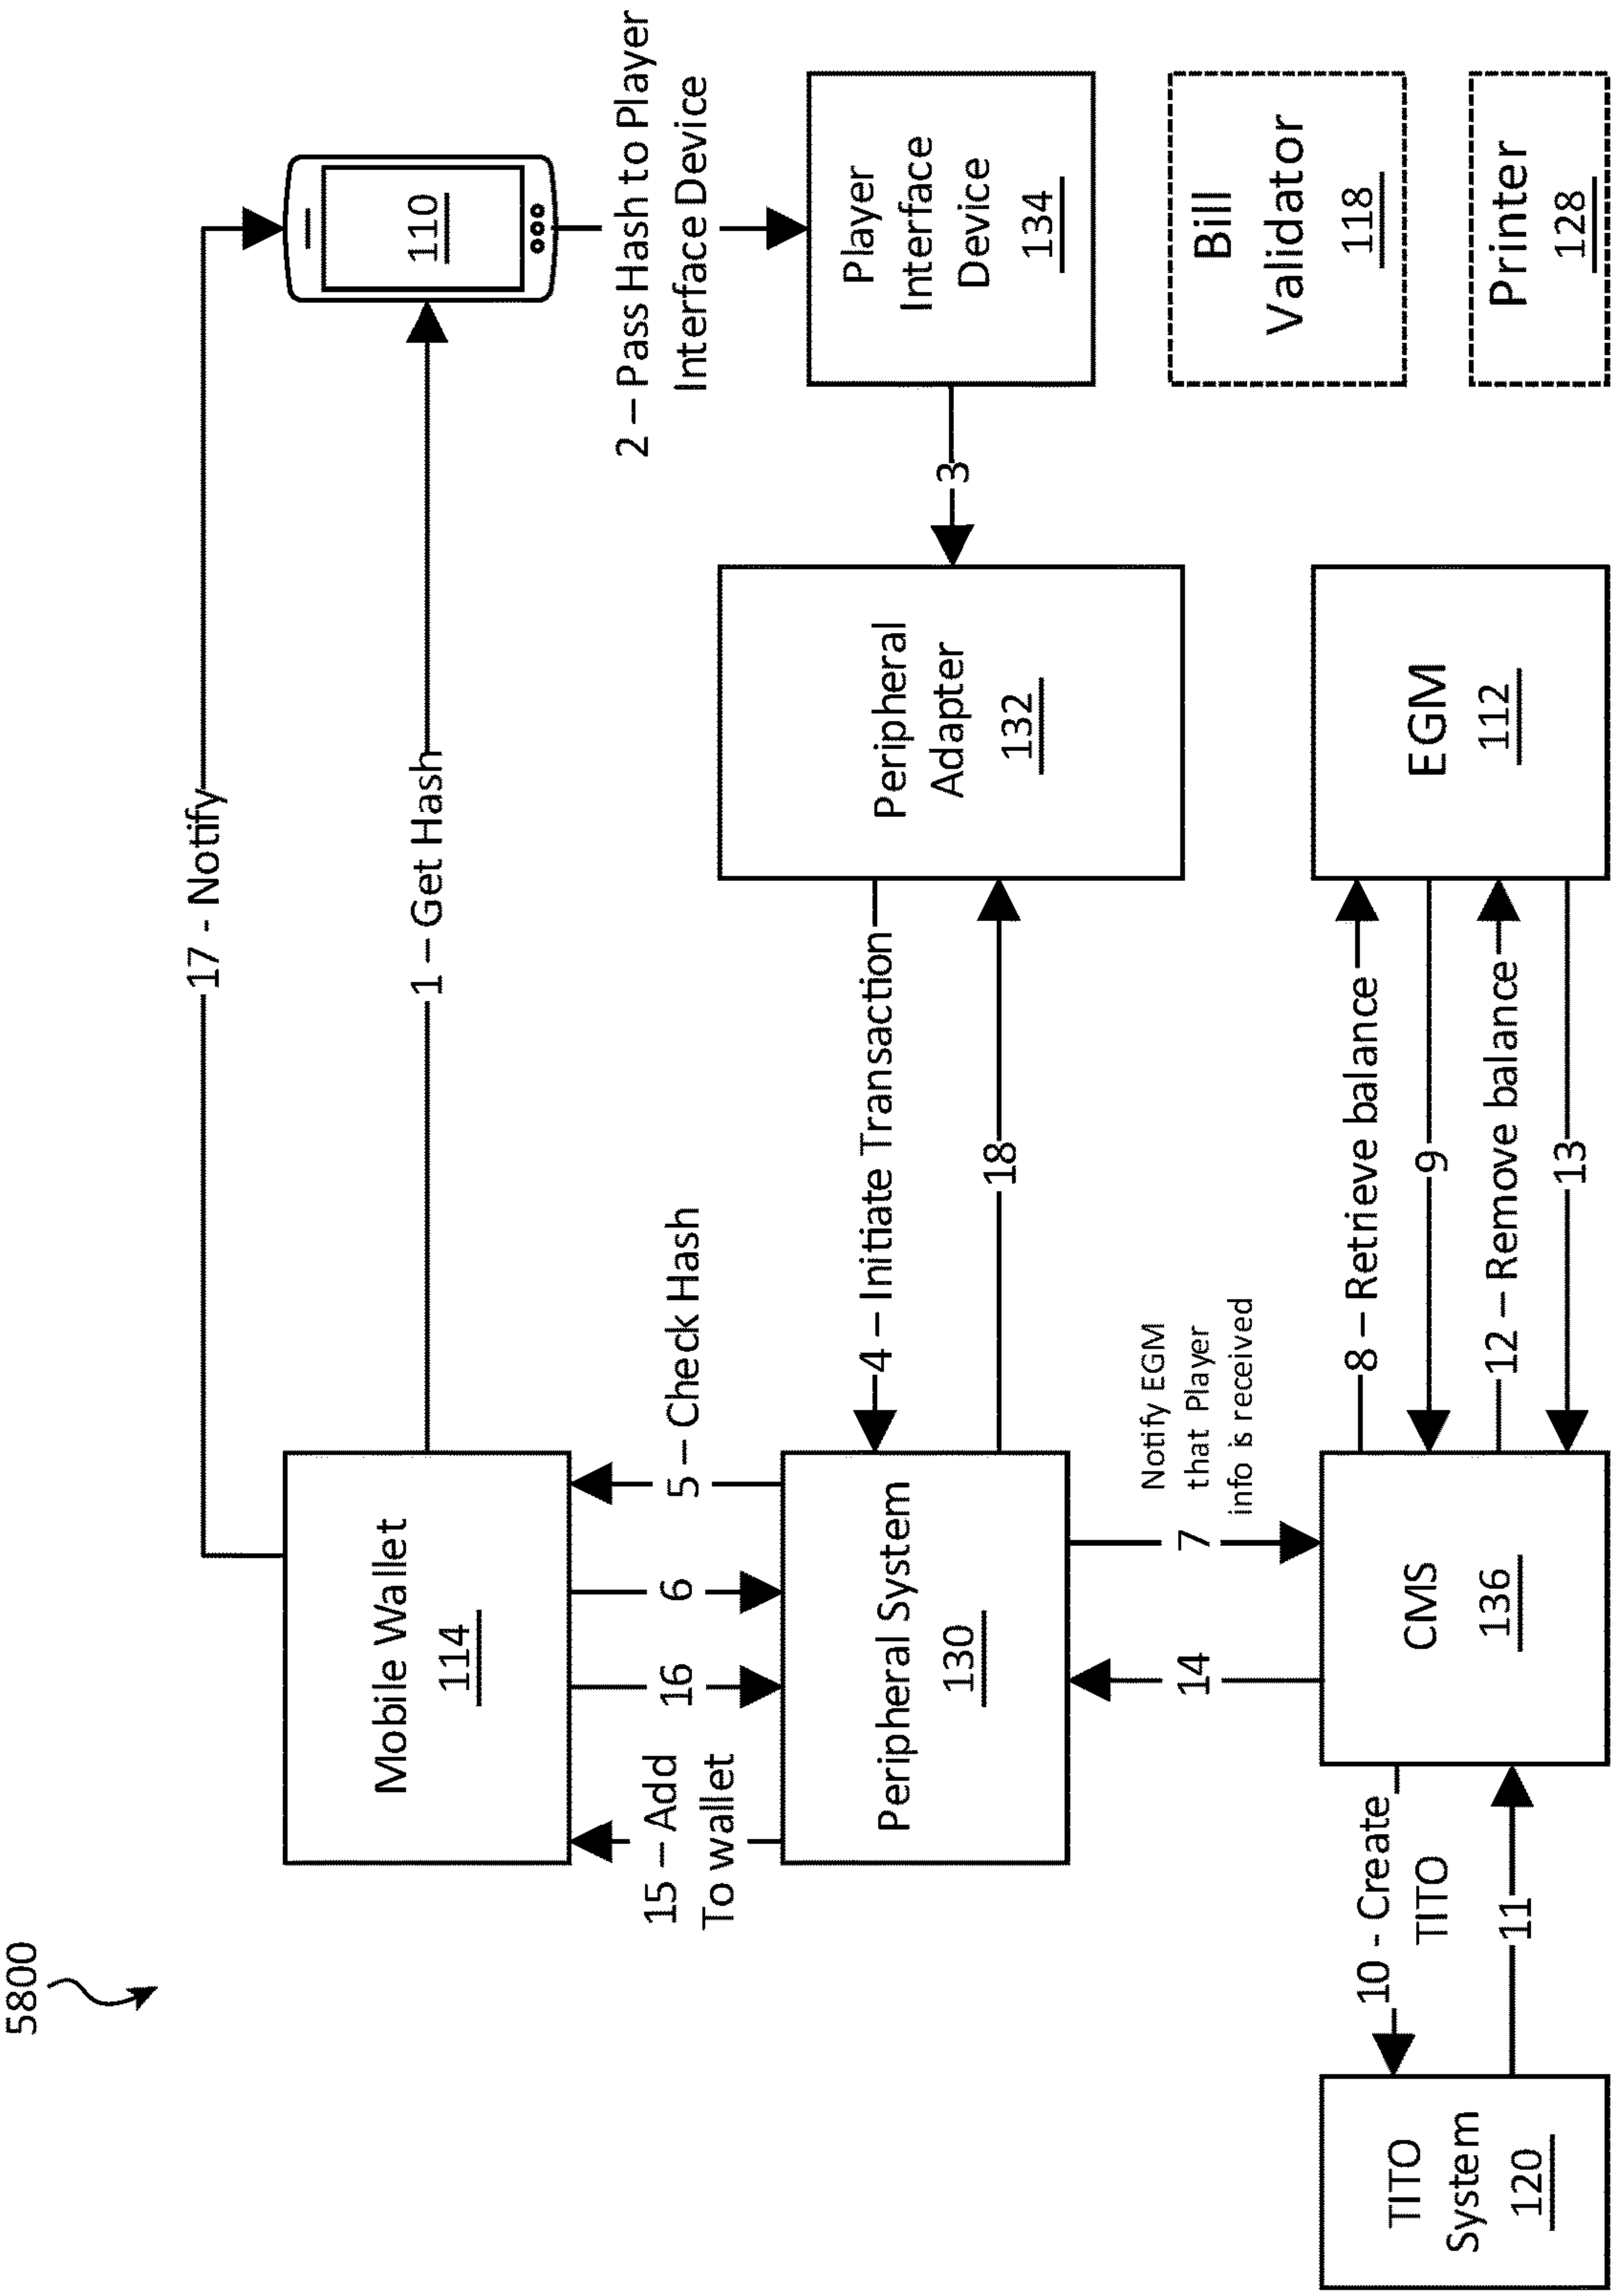 5800
17 - Notify
1 – Get Hash
110
2 – Pass Hash to Player
Interface Device
Mobile Wallet
114
15 – Add
To wallet
16
6
5 – Check Hash
Peripheral System
130
4 – Initiate Transaction
18
Peripheral
Adapter
132
3
Player
Interface
Device
134
14
7
Notify EGM
that Player
info is received
TITO
System
120
10 - Create
TITO
11
CMS
136
8 – Retrieve balance
9
12 – Remove balance
13
EGM
112
Bill
Validator
118
Printer
128